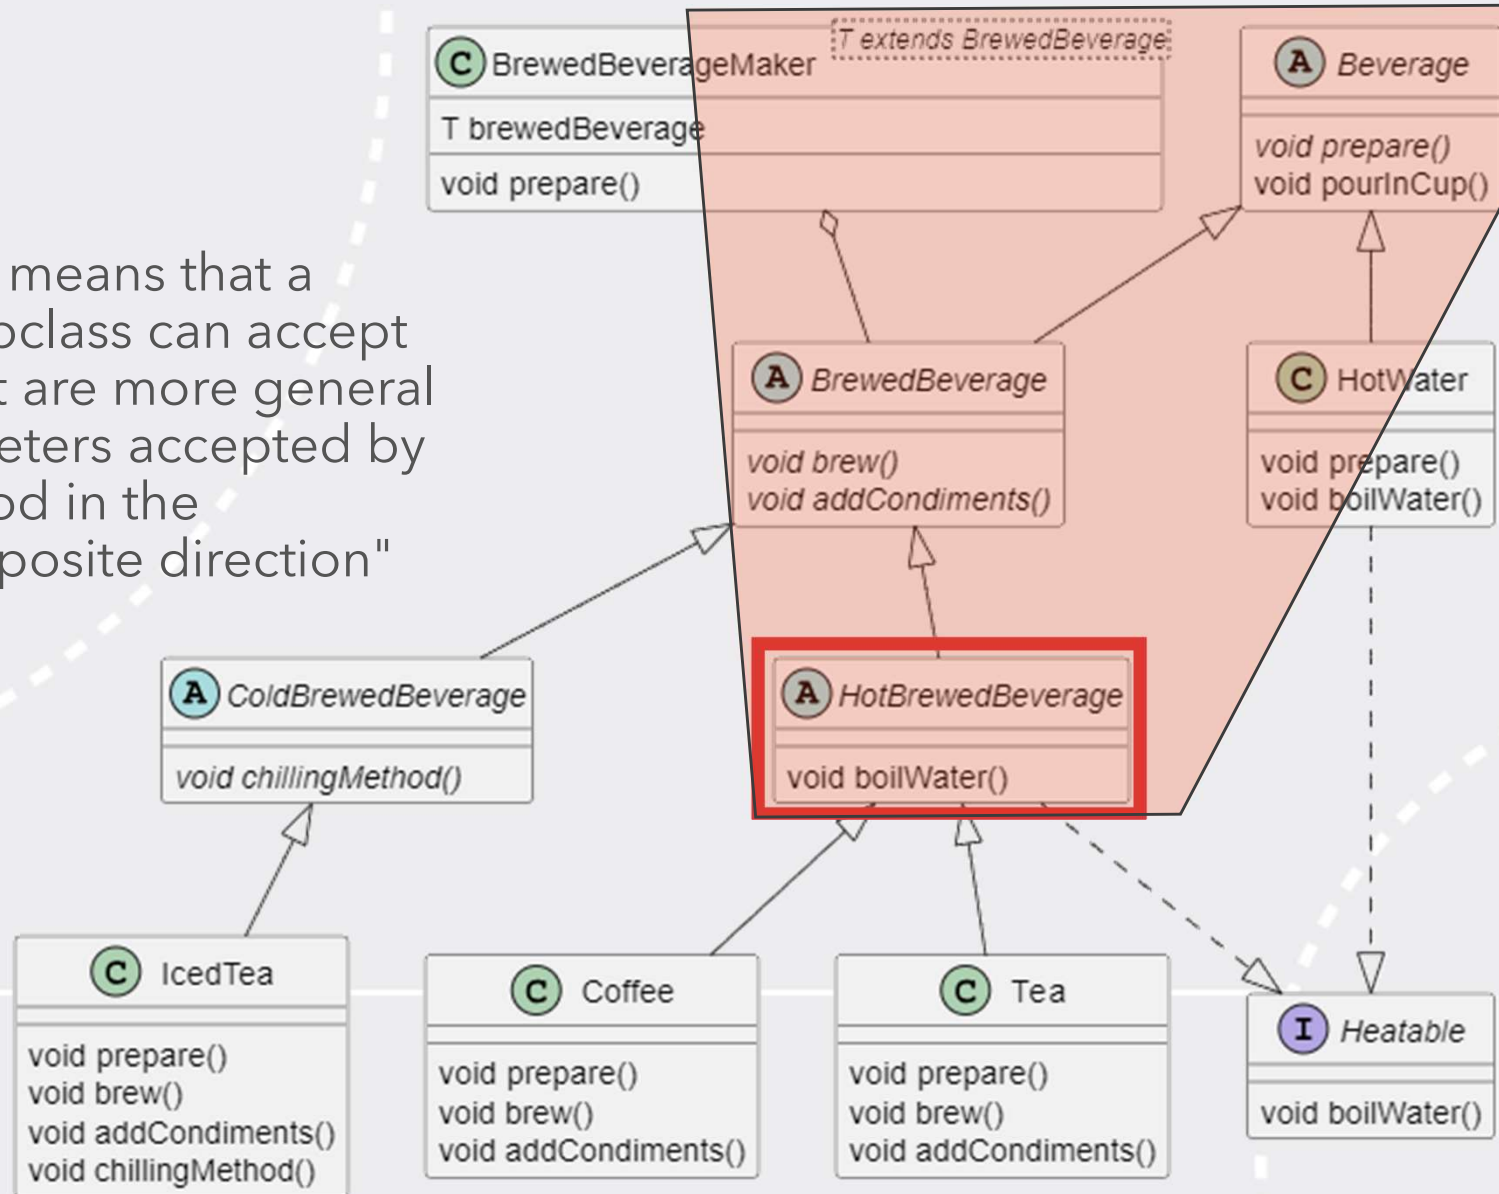 C BrewedBeverageMaker
T extends BrewedBeverage
T brewedBeverage
void prepare()
A Beverage
void prepare()
void pourInCup()
means that a
class can accept
are more general
eters accepted by
od in the
posite direction"
A BrewedBeverage
void brew()
void addCondiments()
C HotWater
void prepare()
void boilWater()
A ColdBrewedBeverage
void chillingMethod()
A HotBrewedBeverage
void boilWater()
C IcedTea
void prepare()
void brew()
void addCondiments()
void chillingMethod()
C Coffee
void prepare()
void brew()
void addCondiments()
C Tea
void prepare()
void brew()
void addCondiments()
I Heatable
void boilWater()